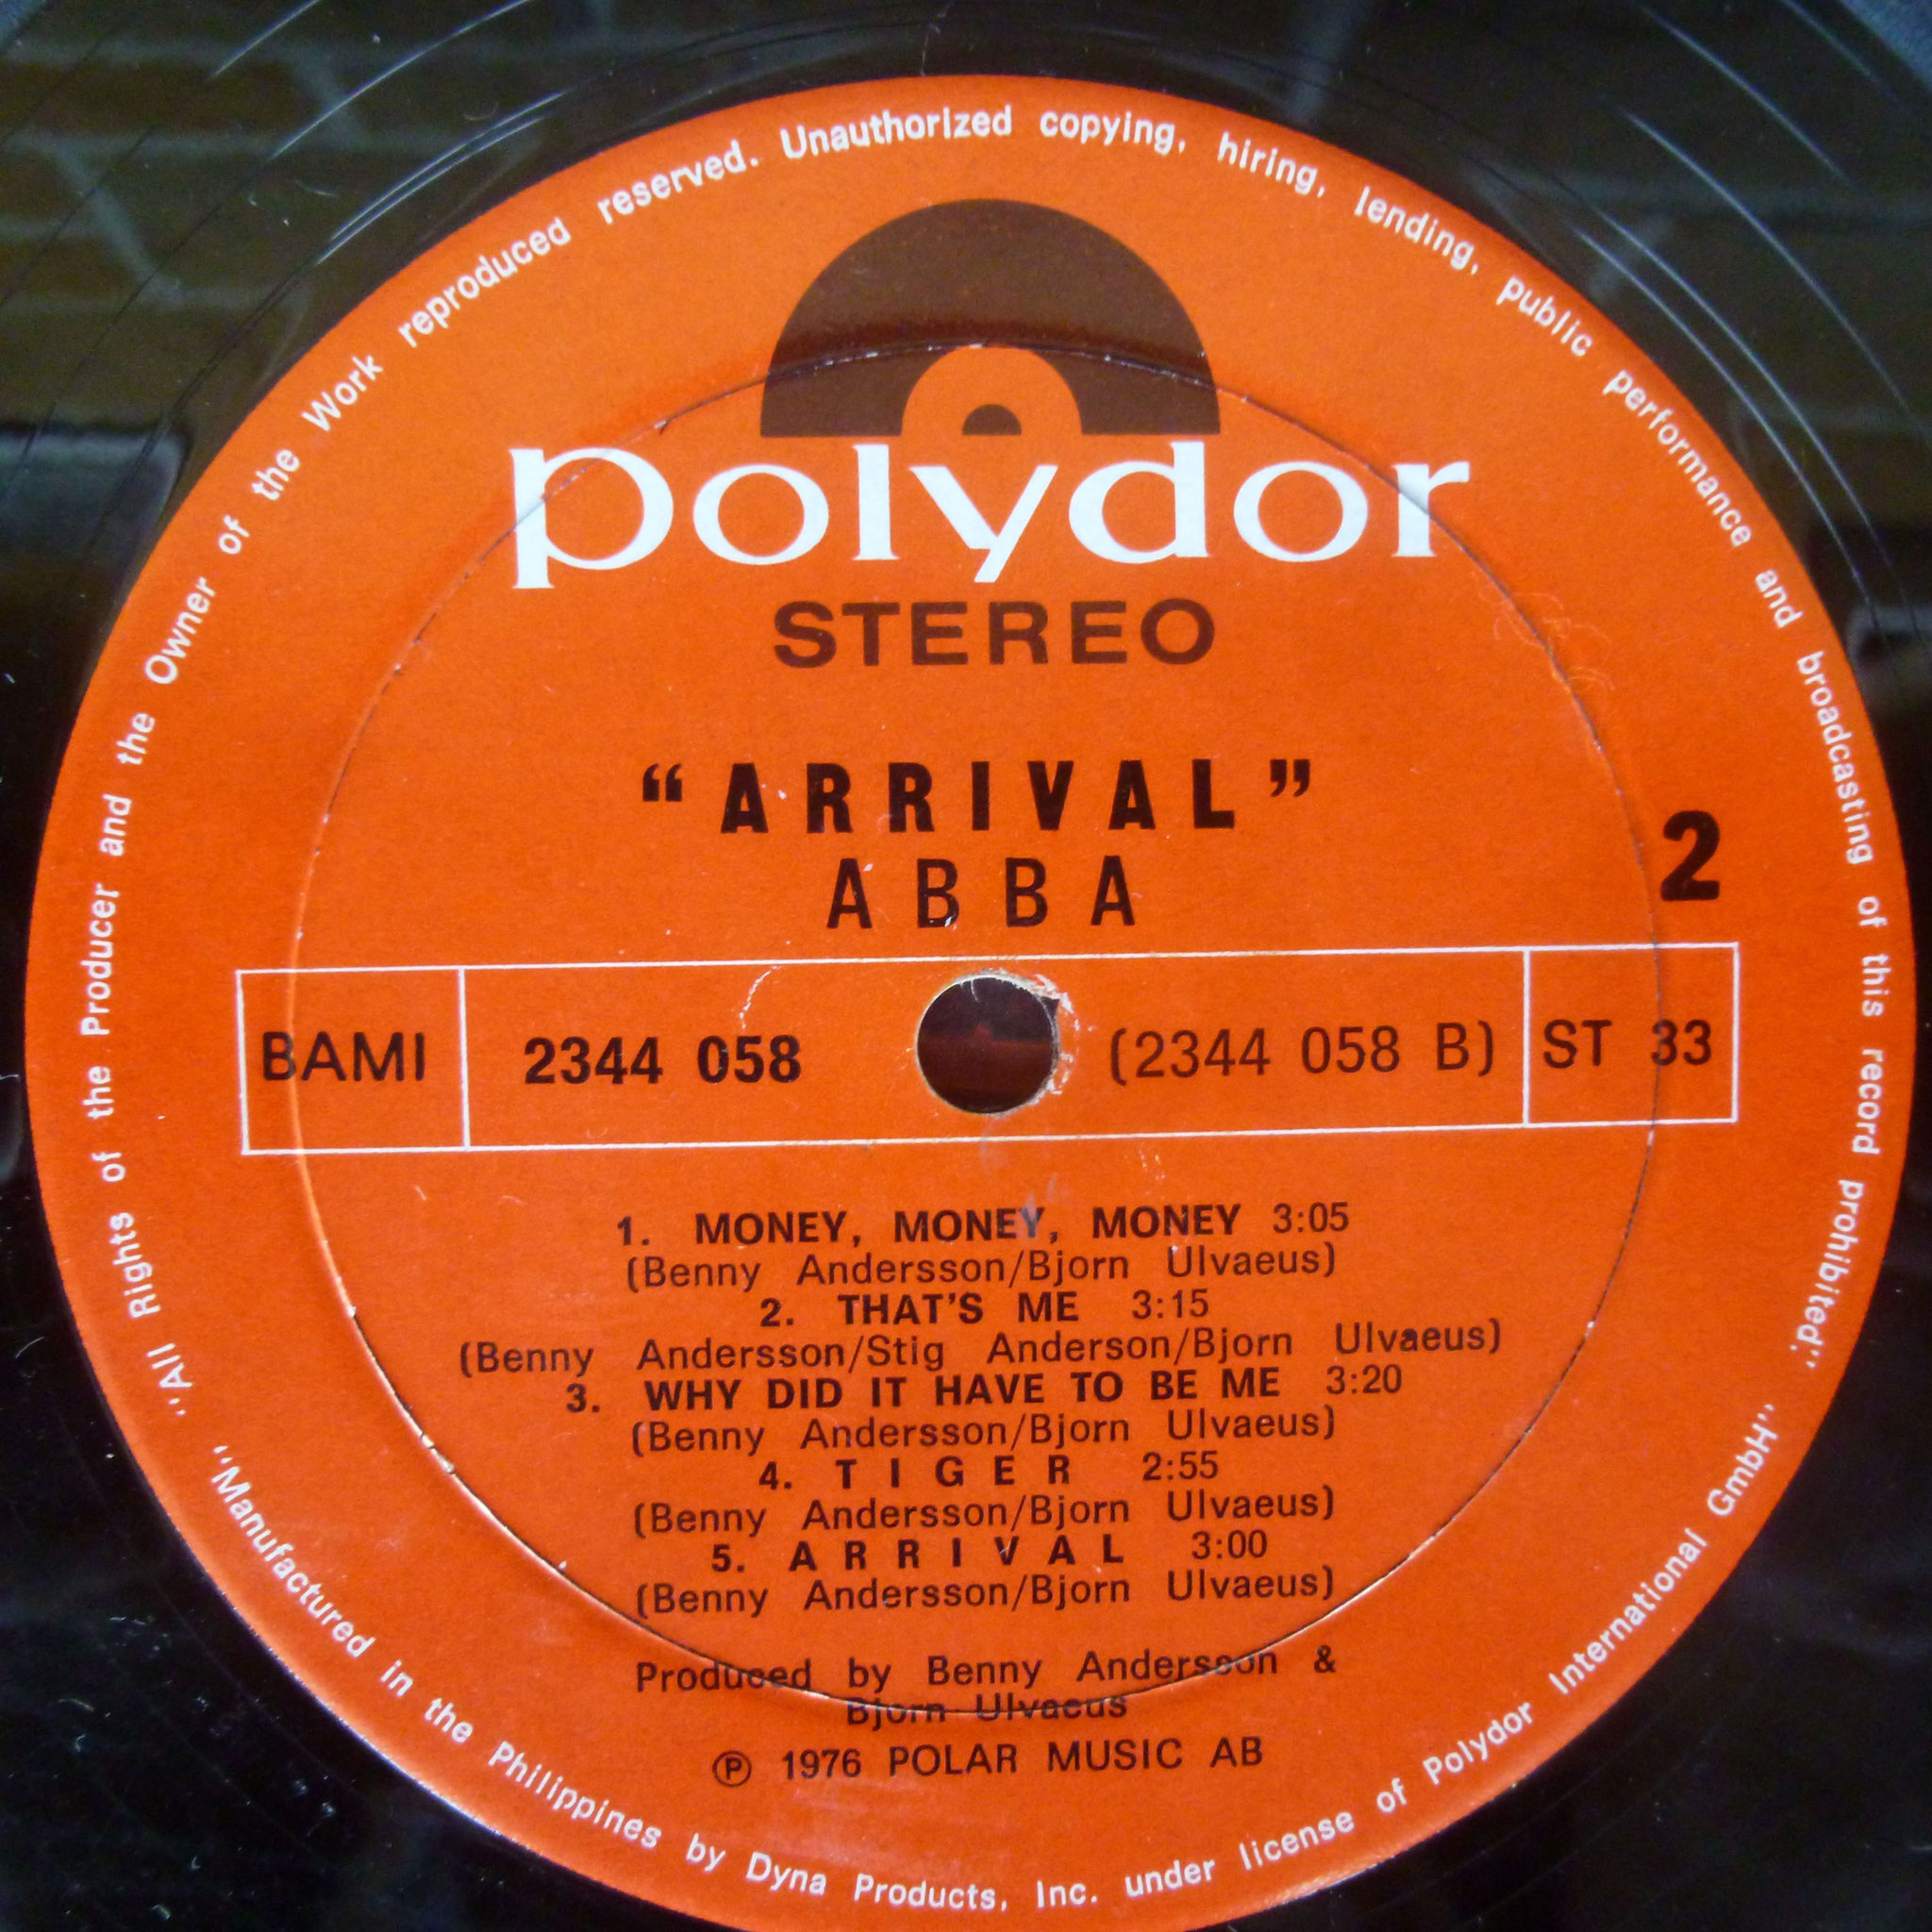 "All Rights of the Producer and the Owner of the Work reproduced reserved. Unauthorized copying, hiring, lending, public performance and broadcasting of this record prohibited."
polydor
STEREO
"ARRIVAL"
ABBA
2
BAMI 2344 058 (2344 058 B) ST 33
1. MONEY, MONEY, MONEY 3:05
(Benny Andersson/Bjorn Ulvaeus)
2. THAT'S ME 3:15
(Benny Andersson/Stig Anderson/Bjorn Ulvaeus)
3. WHY DID IT HAVE TO BE ME 3:20
(Benny Andersson/Bjorn Ulvaeus)
4. TIGER 2:55
(Benny Andersson/Bjorn Ulvaeus)
5. ARRIVAL 3:00
(Benny Andersson/Bjorn Ulvaeus)
Produced by Benny Andersson &
Bjorn Ulvaeus
℗ 1976 POLAR MUSIC AB
"Manufactured in the Philippines by Dyna Products, Inc. under license of Polydor International GmbH"